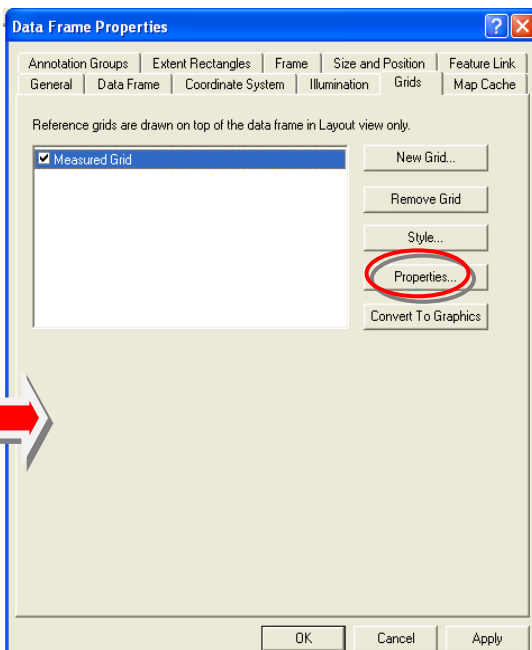 Data Frame Properties
Annotation Groups Extent Rectangles Frame Size and Position Feature Link
General Data Frame Coordinate System Illumination Grids Map Cache
Reference grids are drawn on top of the data frame in Layout view only.
Measured Grid
New Grid...
Remove Grid
Style...
Properties...
Convert To Graphics
OK Cancel Apply